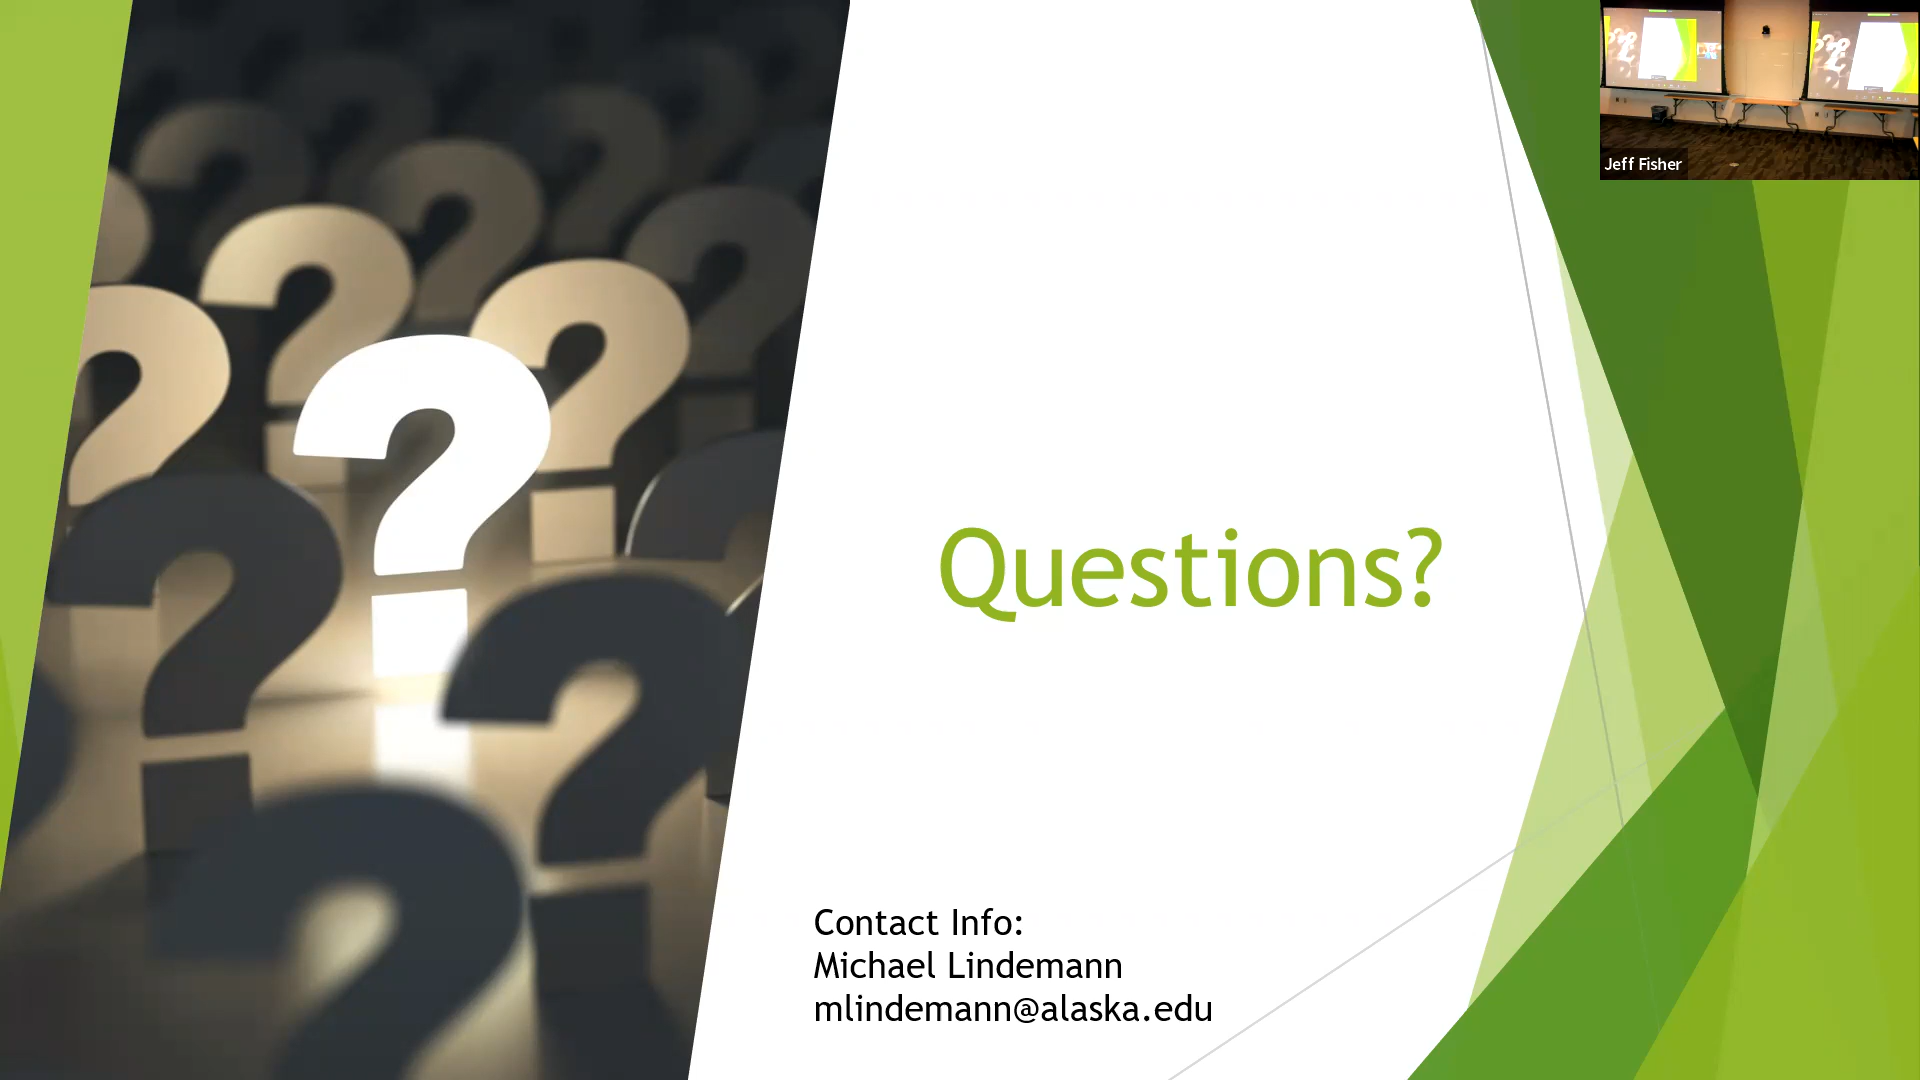 Jeff Fisher
Questions?
Contact Info:
Michael Lindemann
mlindemann@alaska.edu